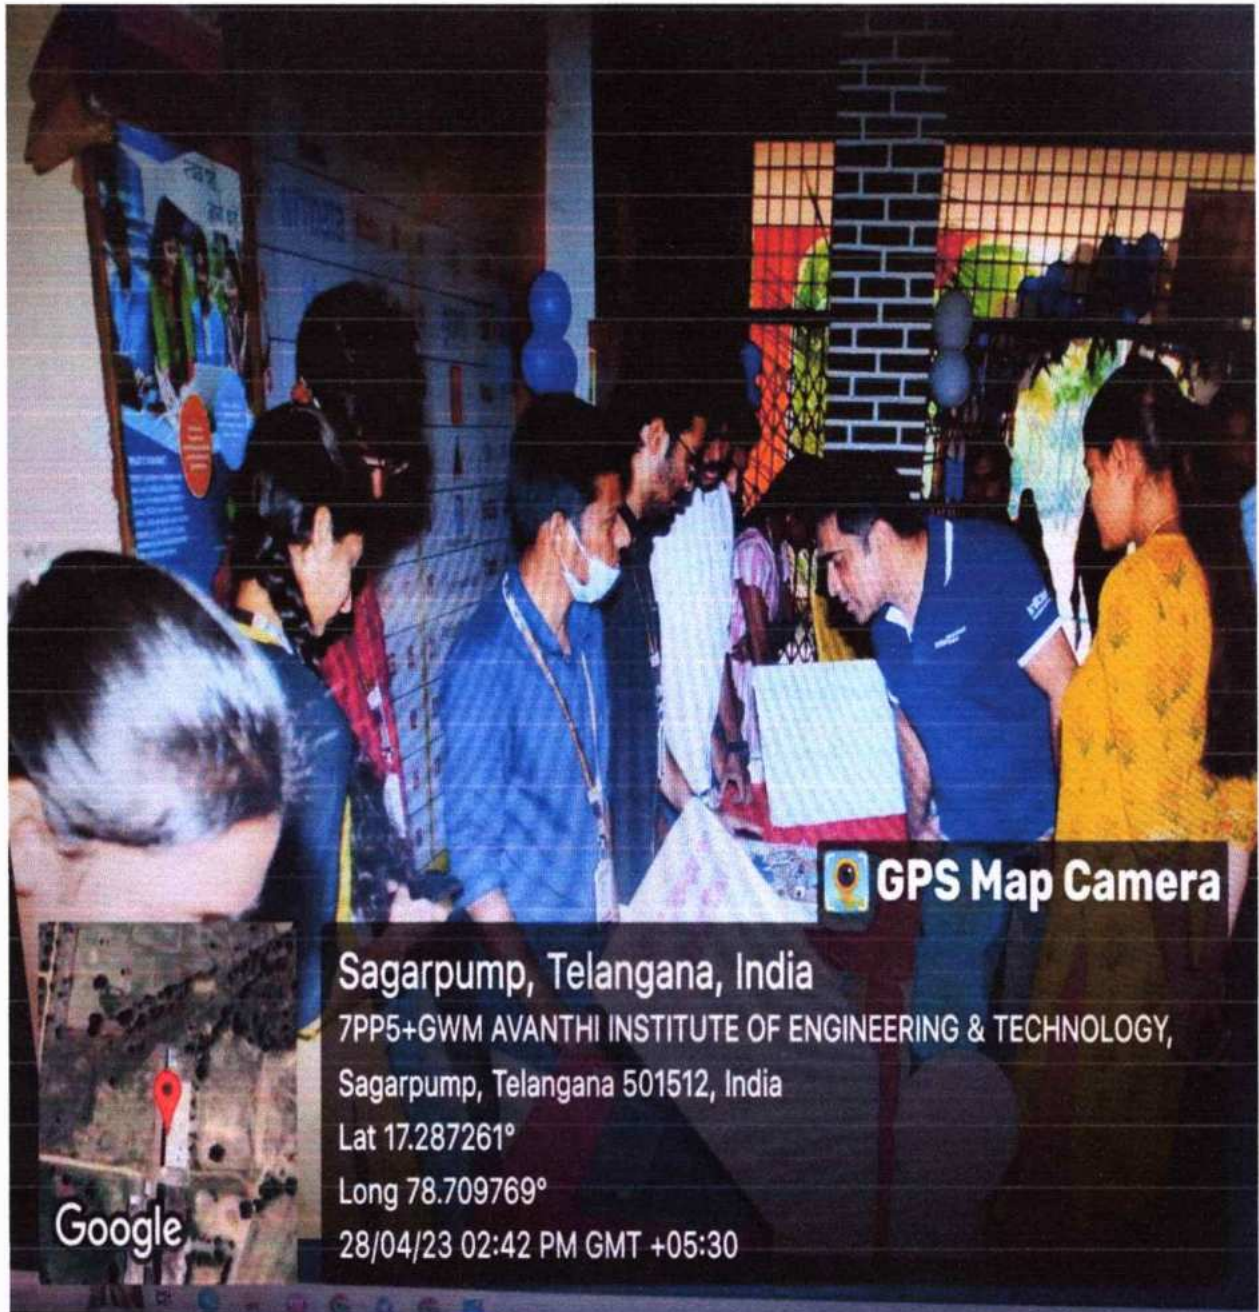 GPS Map Camera
Sagarpump, Telangana, India
7PP5+GWM AVANTHI INSTITUTE OF ENGINEERING & TECHNOLOGY,
Sagarpump, Telangana 501512, India
Lat 17.287261°
Long 78.709769°
28/04/23 02:42 PM GMT +05:30
Google